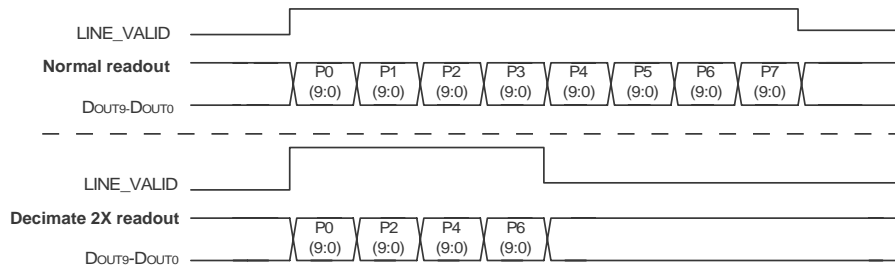 LINE_VALID
Normal readout
P0 P1 P2 P3 P4 P5 P6 P7
(9:0) (9:0) (9:0) (9:0) (9:0) (9:0) (9:0) (9:0)
DOUT9-DOUT0
LINE_VALID
Decimate 2X readout
P0 P2 P4 P6
(9:0) (9:0) (9:0) (9:0)
DOUT9-DOUT0